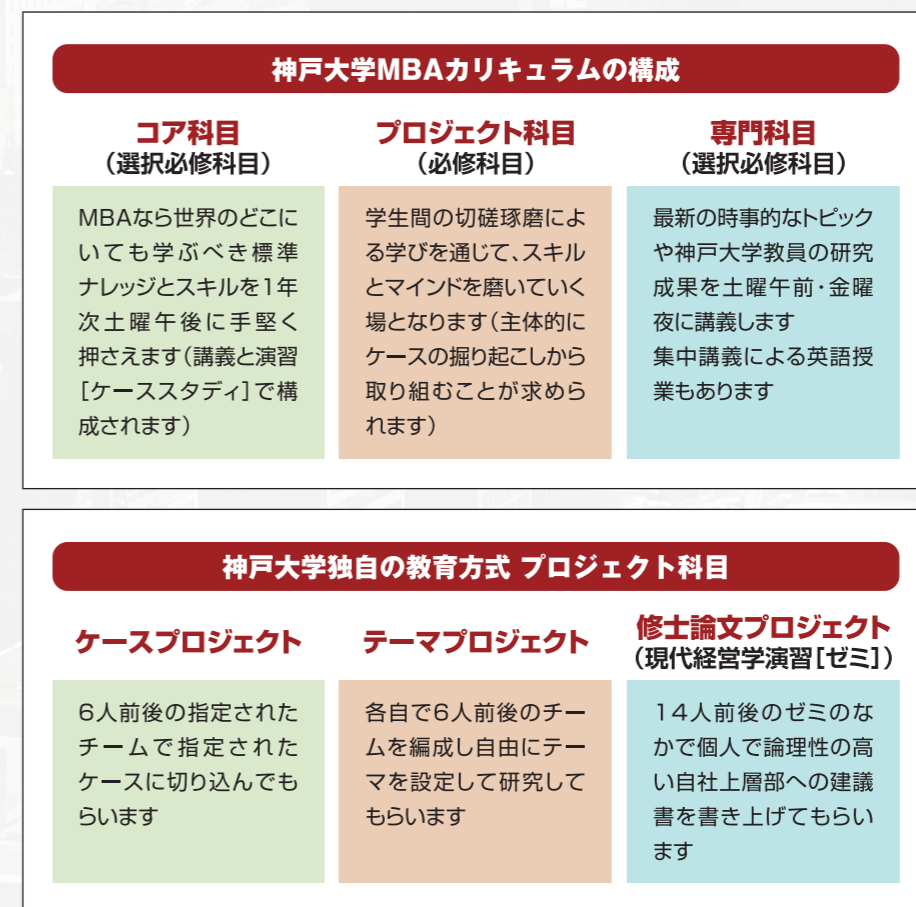 神戸大学MBAカリキュラムの構成
コア科目
（選択必修科目）
MBAなら世界のどこに
いても学ぶべき標準
ナレッジとスキルを1年
次土曜午後に手堅く
押さえます（講義と演習
［ケーススタディ］で構
成されます）
プロジェクト科目
（必修科目）
学生間の切磋琢磨によ
る学びを通じて、スキル
とマインドを磨いていく
場となります（主体的に
ケースの掘り起こしから
取り組むことが求めら
れます）
専門科目
（選択必修科目）
最新の時事的なトピック
や神戸大学教員の研究
成果を土曜午前・金曜
夜に講義します
集中講義による英語授
業もあります
神戸大学独自の教育方式 プロジェクト科目
ケースプロジェクト
6人前後の指定された
チームで指定された
ケースに切り込んでも
らいます
テーマプロジェクト
各自で6人前後のチー
ムを編成し自由にテー
マを設定して研究して
もらいます
修士論文プロジェクト
（現代経営学演習［ゼミ］）
14人前後のゼミのな
かで個人で論理性の高
い自社上層部への建議
書を書き上げてもらい
ます